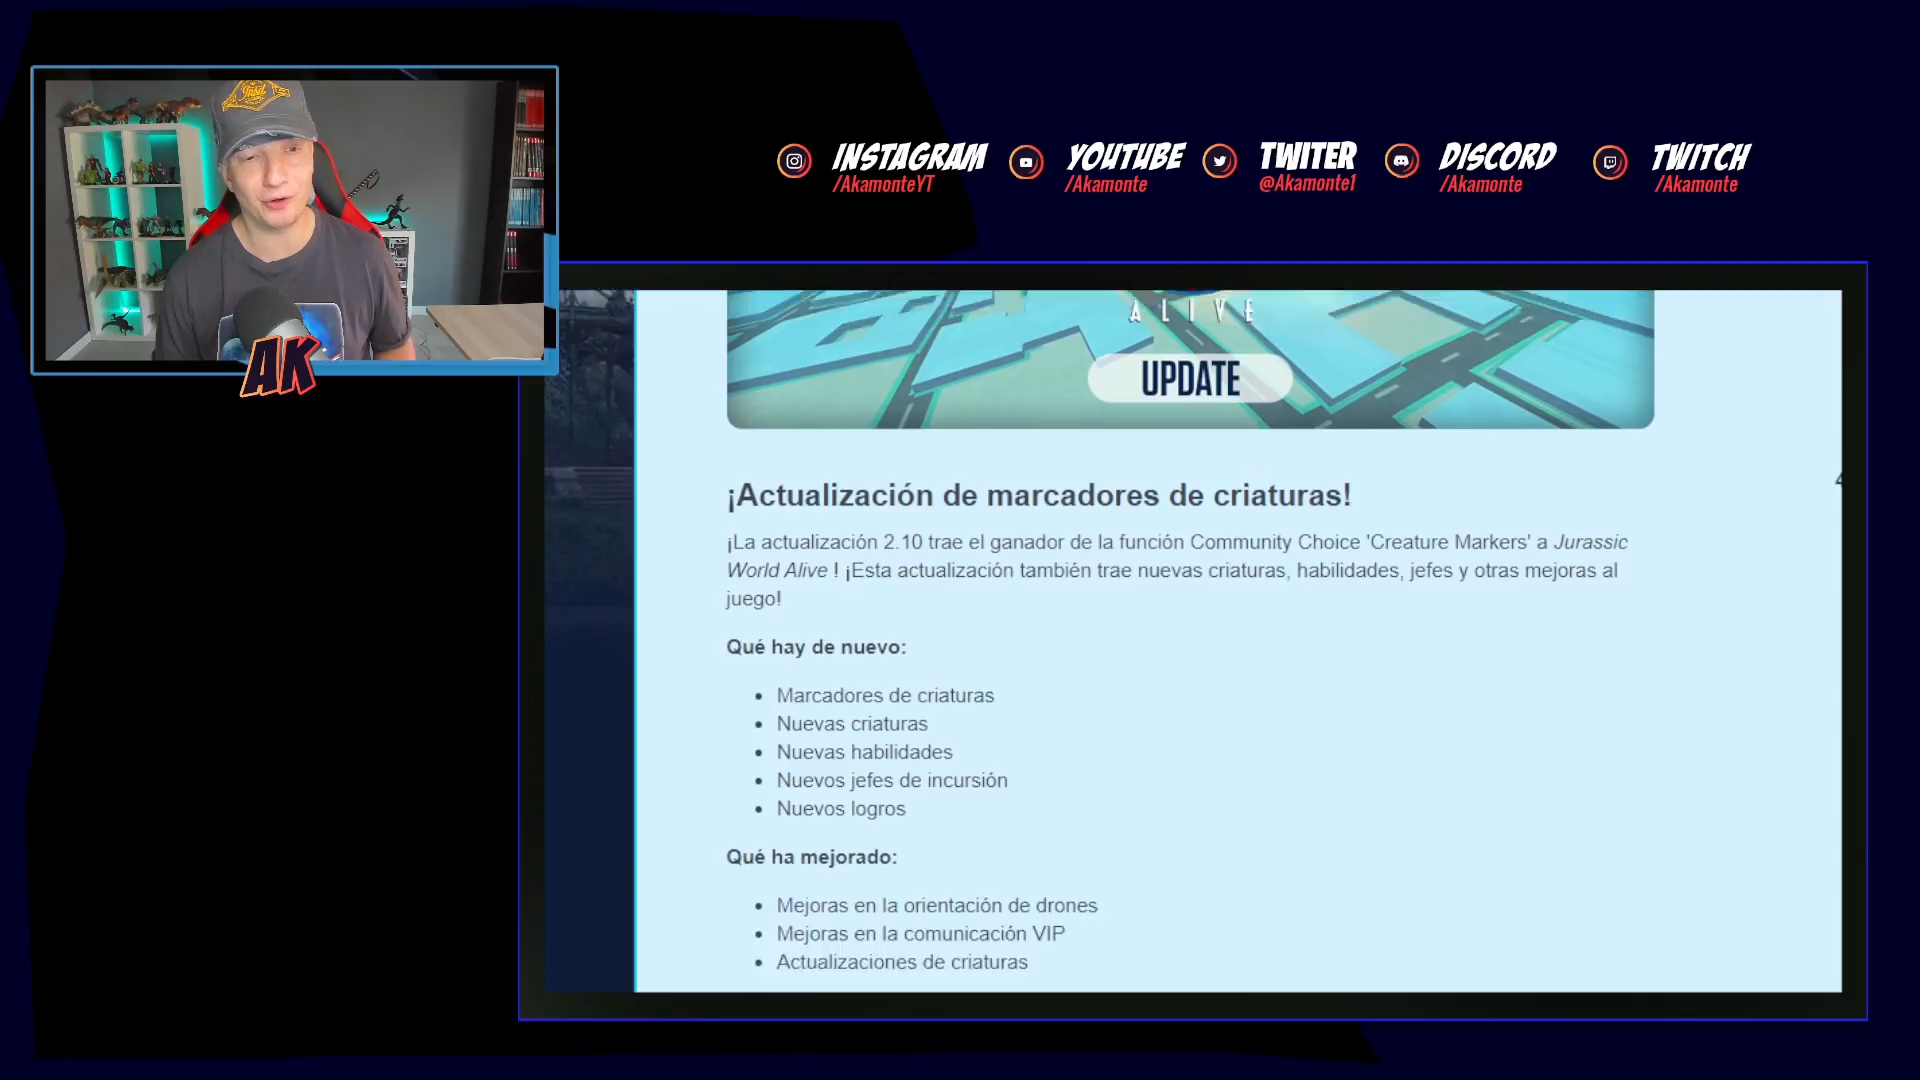 Insd
AK
INSTAGRAM
/AkamonteYT
YOUTUBE
/Akamonte
TWITER
@Akamonte1
DISCORD
/Akamonte
TWITCH
/Akamonte
ALIVE
UPDATE
¡Actualización de marcadores de criaturas!
¡La actualización 2.10 trae el ganador de la función Community Choice 'Creature Markers' a Jurassic
World Alive ! ¡Esta actualización también trae nuevas criaturas, habilidades, jefes y otras mejoras al
juego!
Qué hay de nuevo:
• Marcadores de criaturas
• Nuevas criaturas
• Nuevas habilidades
• Nuevos jefes de incursión
• Nuevos logros
Qué ha mejorado:
• Mejoras en la orientación de drones
• Mejoras en la comunicación VIP
• Actualizaciones de criaturas